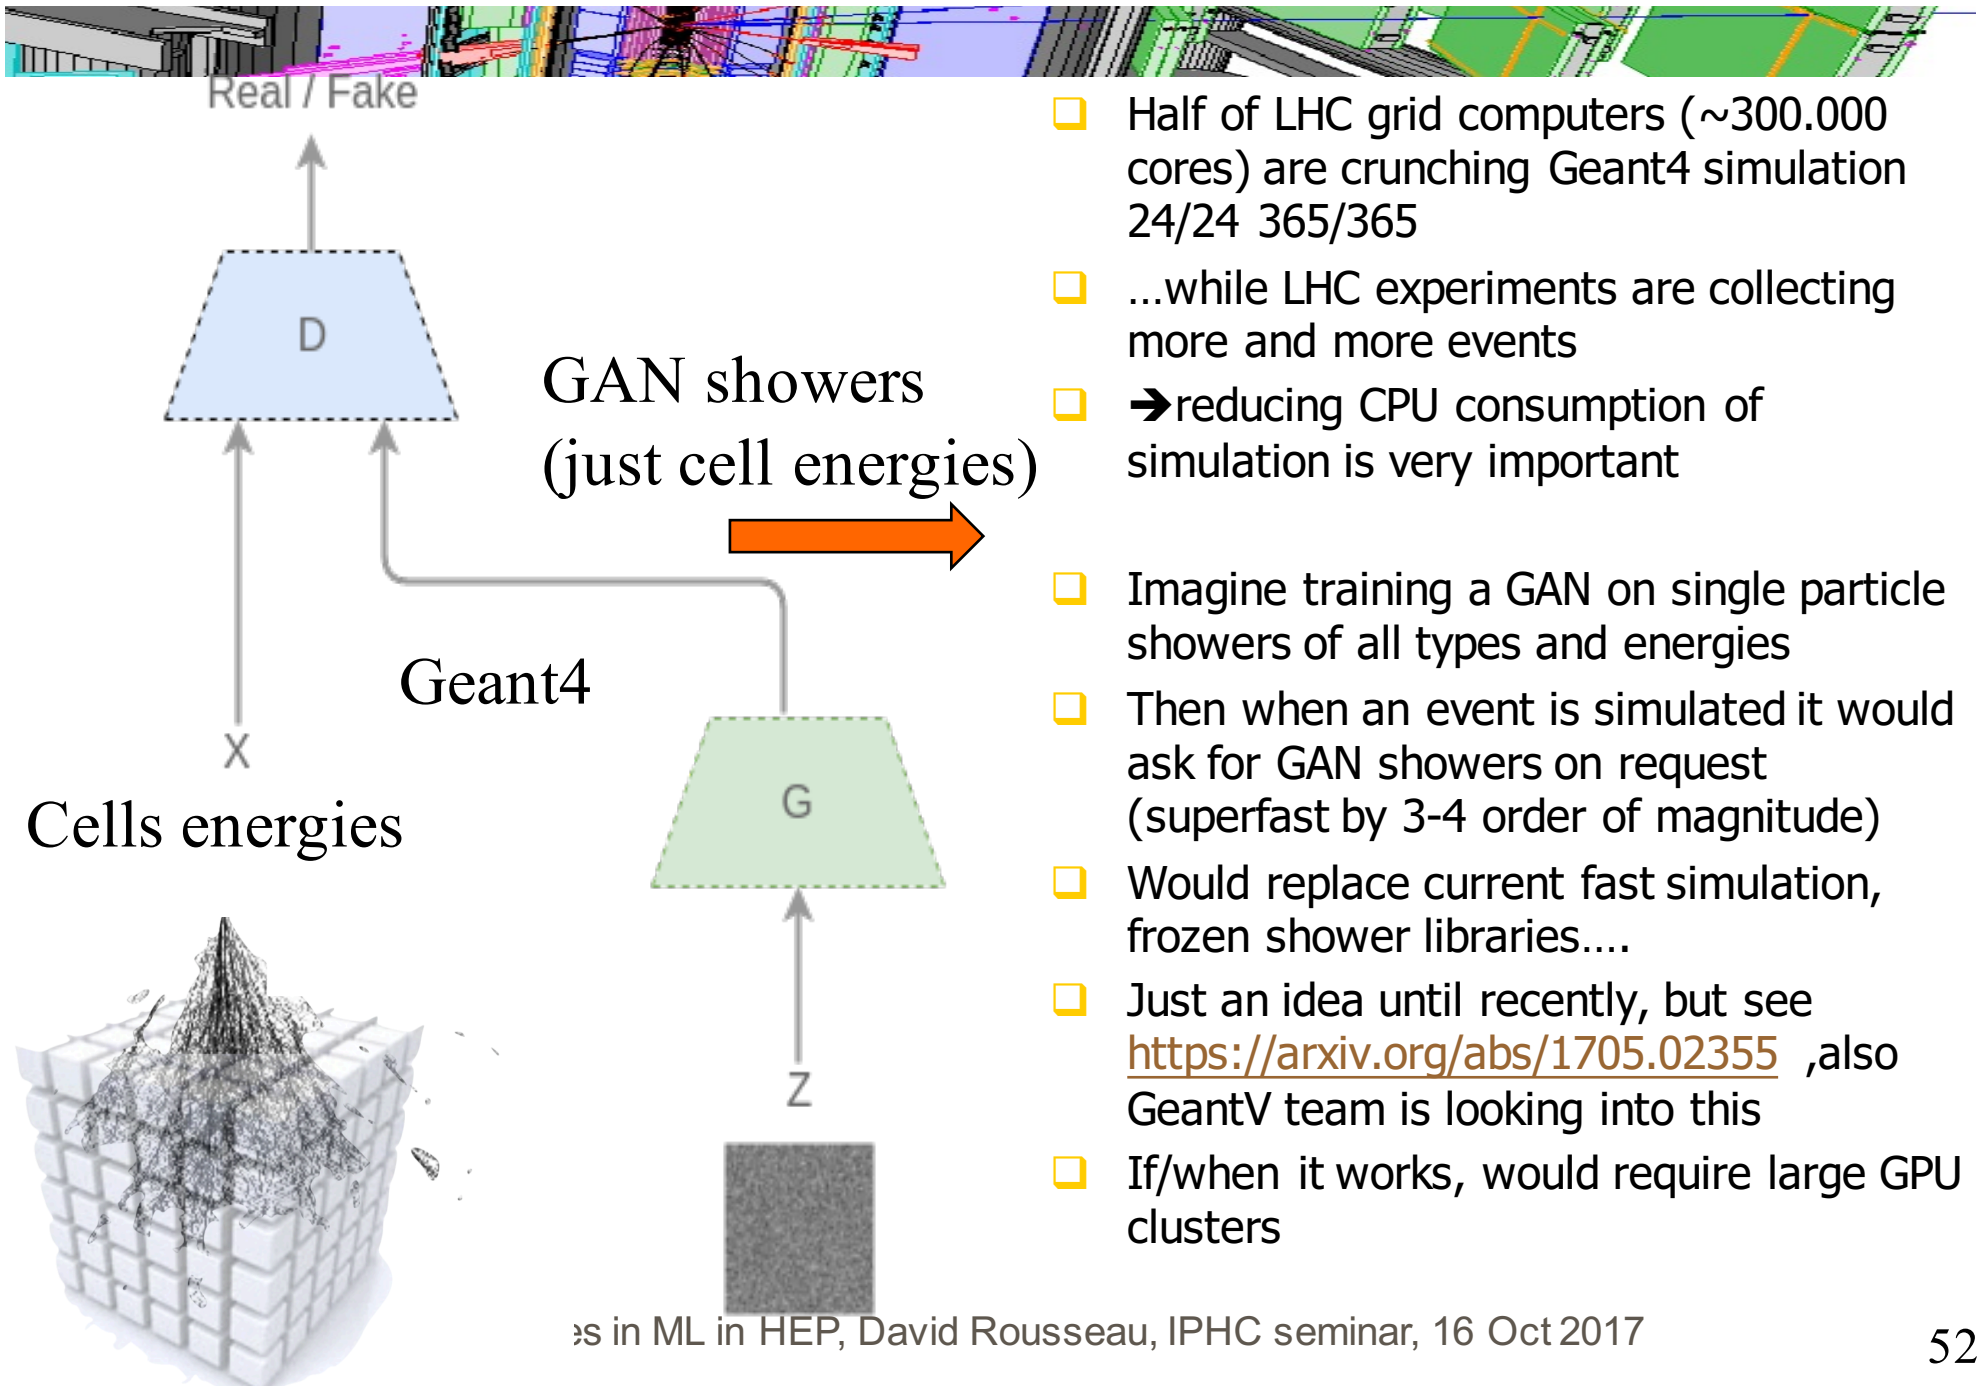 Real / Fake
D
GAN showers
(just cell energies)
Geant4
X
Cells energies
G
Z
Half of LHC grid computers (~300.000
cores) are crunching Geant4 simulation
24/24 365/365
…while LHC experiments are collecting
more and more events
➔reducing CPU consumption of
simulation is very important
Imagine training a GAN on single particle
showers of all types and energies
Then when an event is simulated it would
ask for GAN showers on request
(superfast by 3-4 order of magnitude)
Would replace current fast simulation,
frozen shower libraries….
Just an idea until recently, but see
https://arxiv.org/abs/1705.02355 ,also
GeantV team is looking into this
If/when it works, would require large GPU
clusters
in ML in HEP, David Rousseau, IPHC seminar, 16 Oct 2017
52